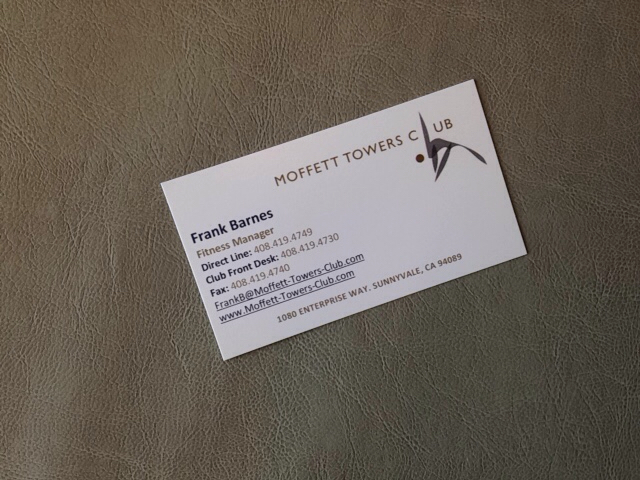 MOFFETT TOWERS CLUB
Frank Barnes
Fitness Manager
Direct Line: 408.419.4749
Club Front Desk: 408.419.4730
Fax: 408.419.4740
FrankB@Moffett-Towers-Club.com
www.Moffett-Towers-Club.com
1080 ENTERPRISE WAY, SUNNYVALE, CA 94089